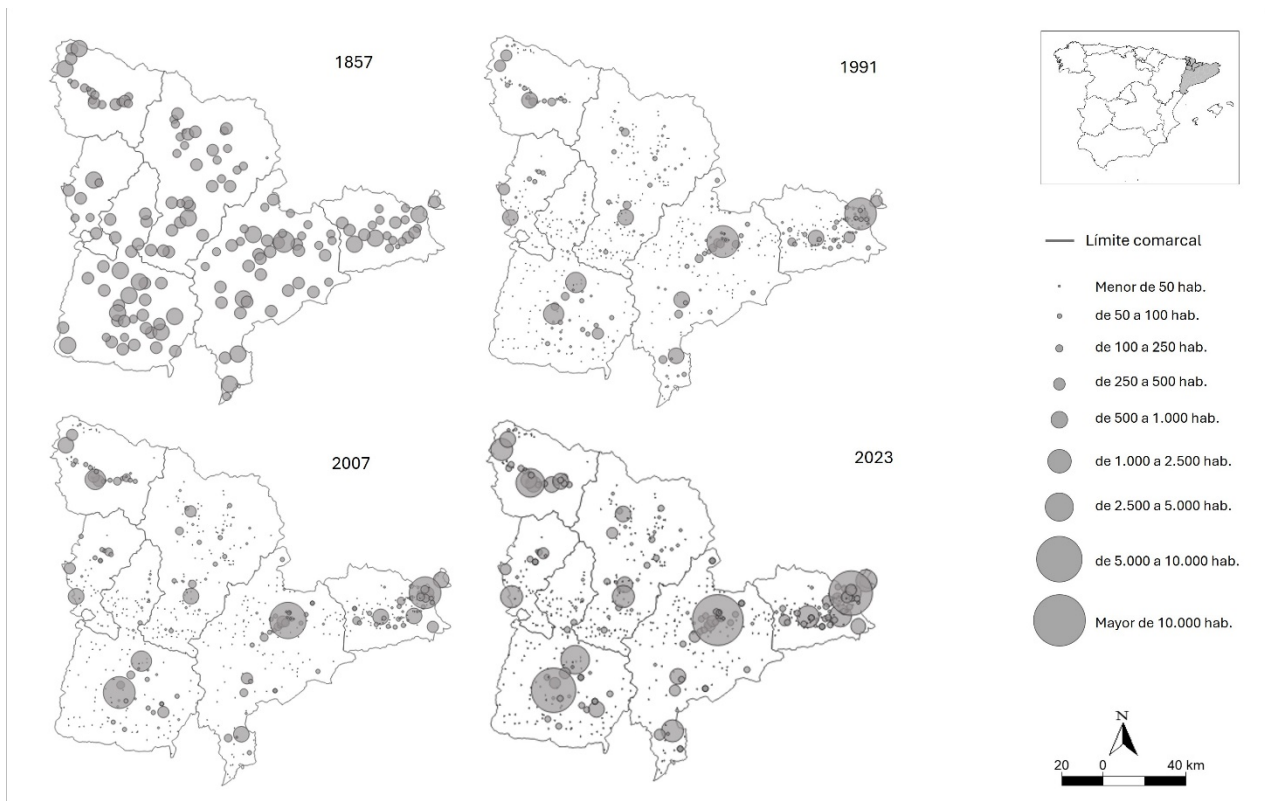 1857
1991
2007
2023
Límite comarcal
Menor de 50 hab.
de 50 a 100 hab.
de 100 a 250 hab.
de 250 a 500 hab.
de 500 a 1.000 hab.
de 1.000 a 2.500 hab.
de 2.500 a 5.000 hab.
de 5.000 a 10.000 hab.
Mayor de 10.000 hab.
N
20 0 40 km